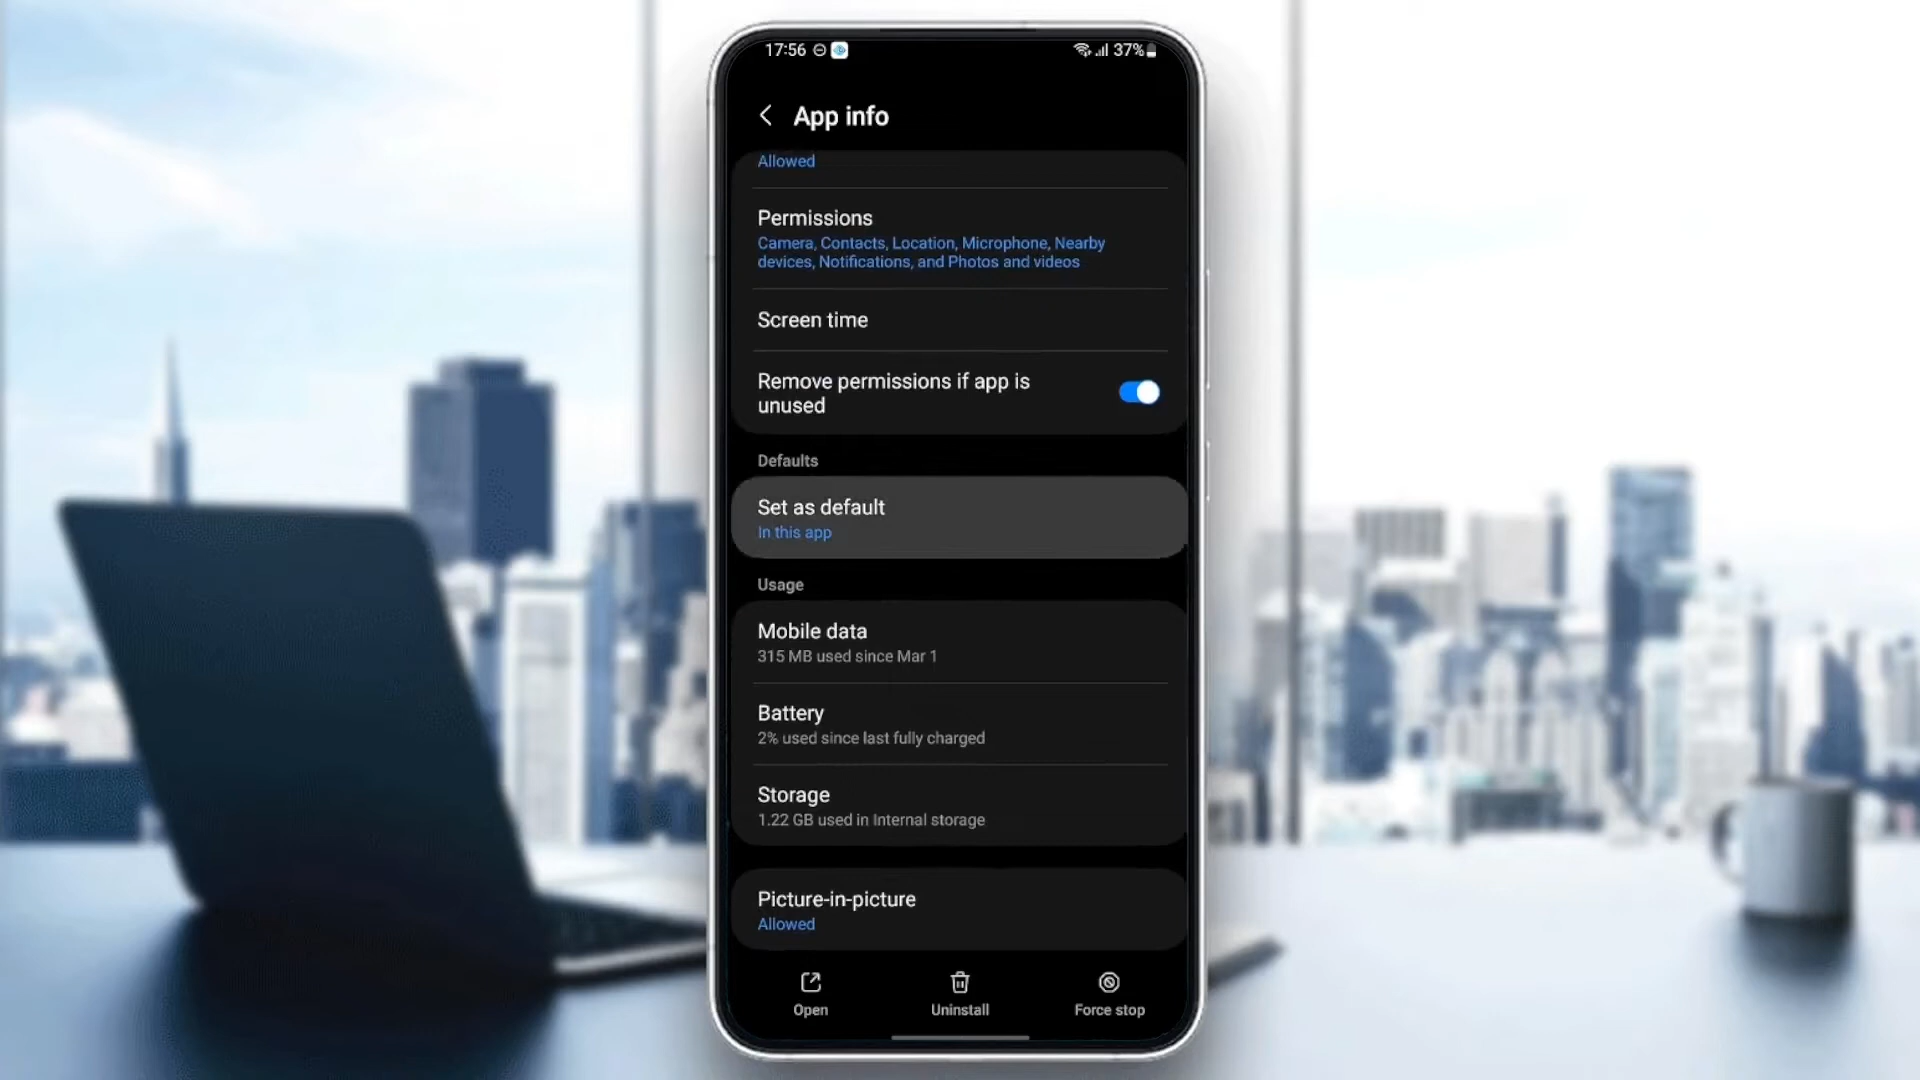 17:56
37%
App info
Allowed
Permissions
Camera, Contacts, Location, Microphone, Nearby
devices, Notifications, and Photos and videos
Screen time
Remove permissions if app is
unused
Defaults
Set as default
In this app
Usage
Mobile data
315 MB used since Mar 1
Battery
2% used since last fully charged
Storage
1.22 GB used in Internal storage
Picture-in-picture
Allowed
Open
Uninstall
Force stop